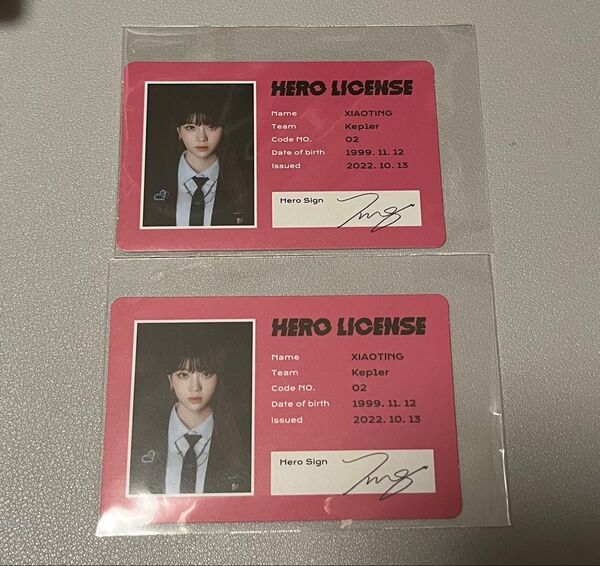 HERO LICENSE
Name XIAOTING
Team Kep1er
Code NO. 02
Date of birth 1999. 11. 12
Issued 2022. 10. 13
Hero Sign
HERO LICENSE
Name XIAOTING
Team Kep1er
Code NO. 02
Date of birth 1999. 11. 12
Issued 2022. 10. 13
Hero Sign